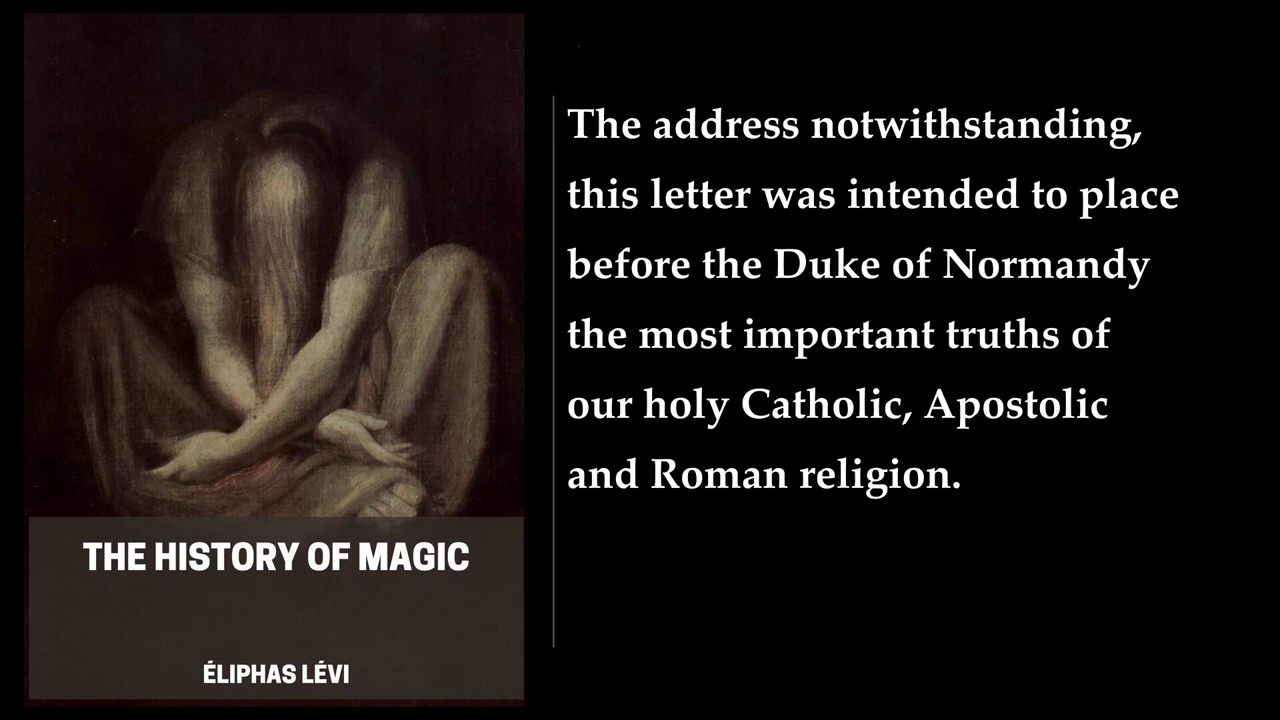 THE HISTORY OF MAGIC
ÉLIPHAS LÉVI
The address notwithstanding,
this letter was intended to place
before the Duke of Normandy
the most important truths of
our holy Catholic, Apostolic
and Roman religion.